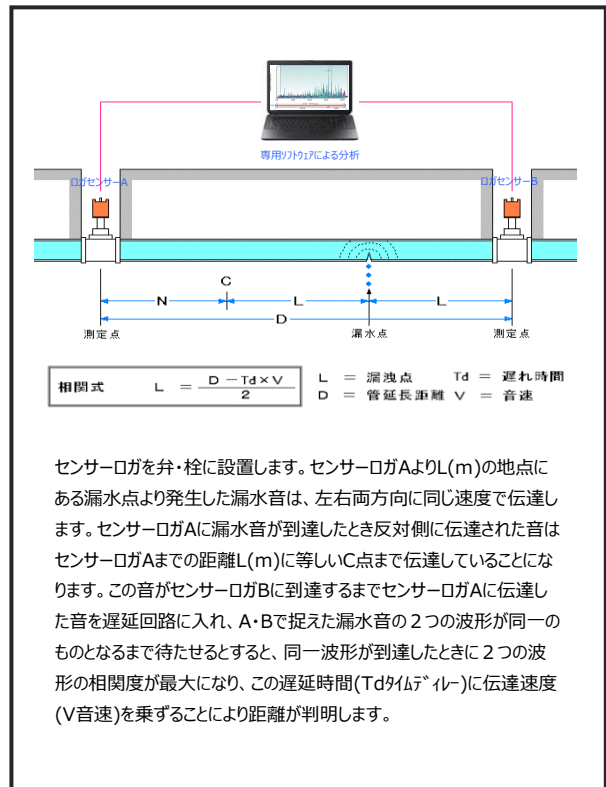 専用ソフトウェアによる分析
ロガセンサーA
ロガセンサーB
C
N
L
L
D
測定点
漏水点
測定点
相関式 L = D − Td × V / 2
L = 漏洩点 Td = 遅れ時間
D = 管延長距離 V = 音速
センサーロガを弁・栓に設置します。センサーロガAよりL(m)の地点に
ある漏水点より発生した漏水音は、左右両方向に同じ速度で伝達し
ます。センサーロガAに漏水音が到達したとき反対側に伝達された音は
センサーロガAまでの距離L(m)に等しいC点まで伝達していることにな
ります。この音がセンサーロガBに到達するまでセンサーロガAに伝達し
た音を遅延回路に入れ、A・Bで捉えた漏水音の２つの波形が同一の
ものとなるまで待たせるとすると、同一波形が到達したときに２つの波
形の相関度が最大になり、この遅延時間(Tdﾀｲﾑﾃﾞｨﾚｰ)に伝達速度
(V音速)を乗ずることにより距離が判明します。